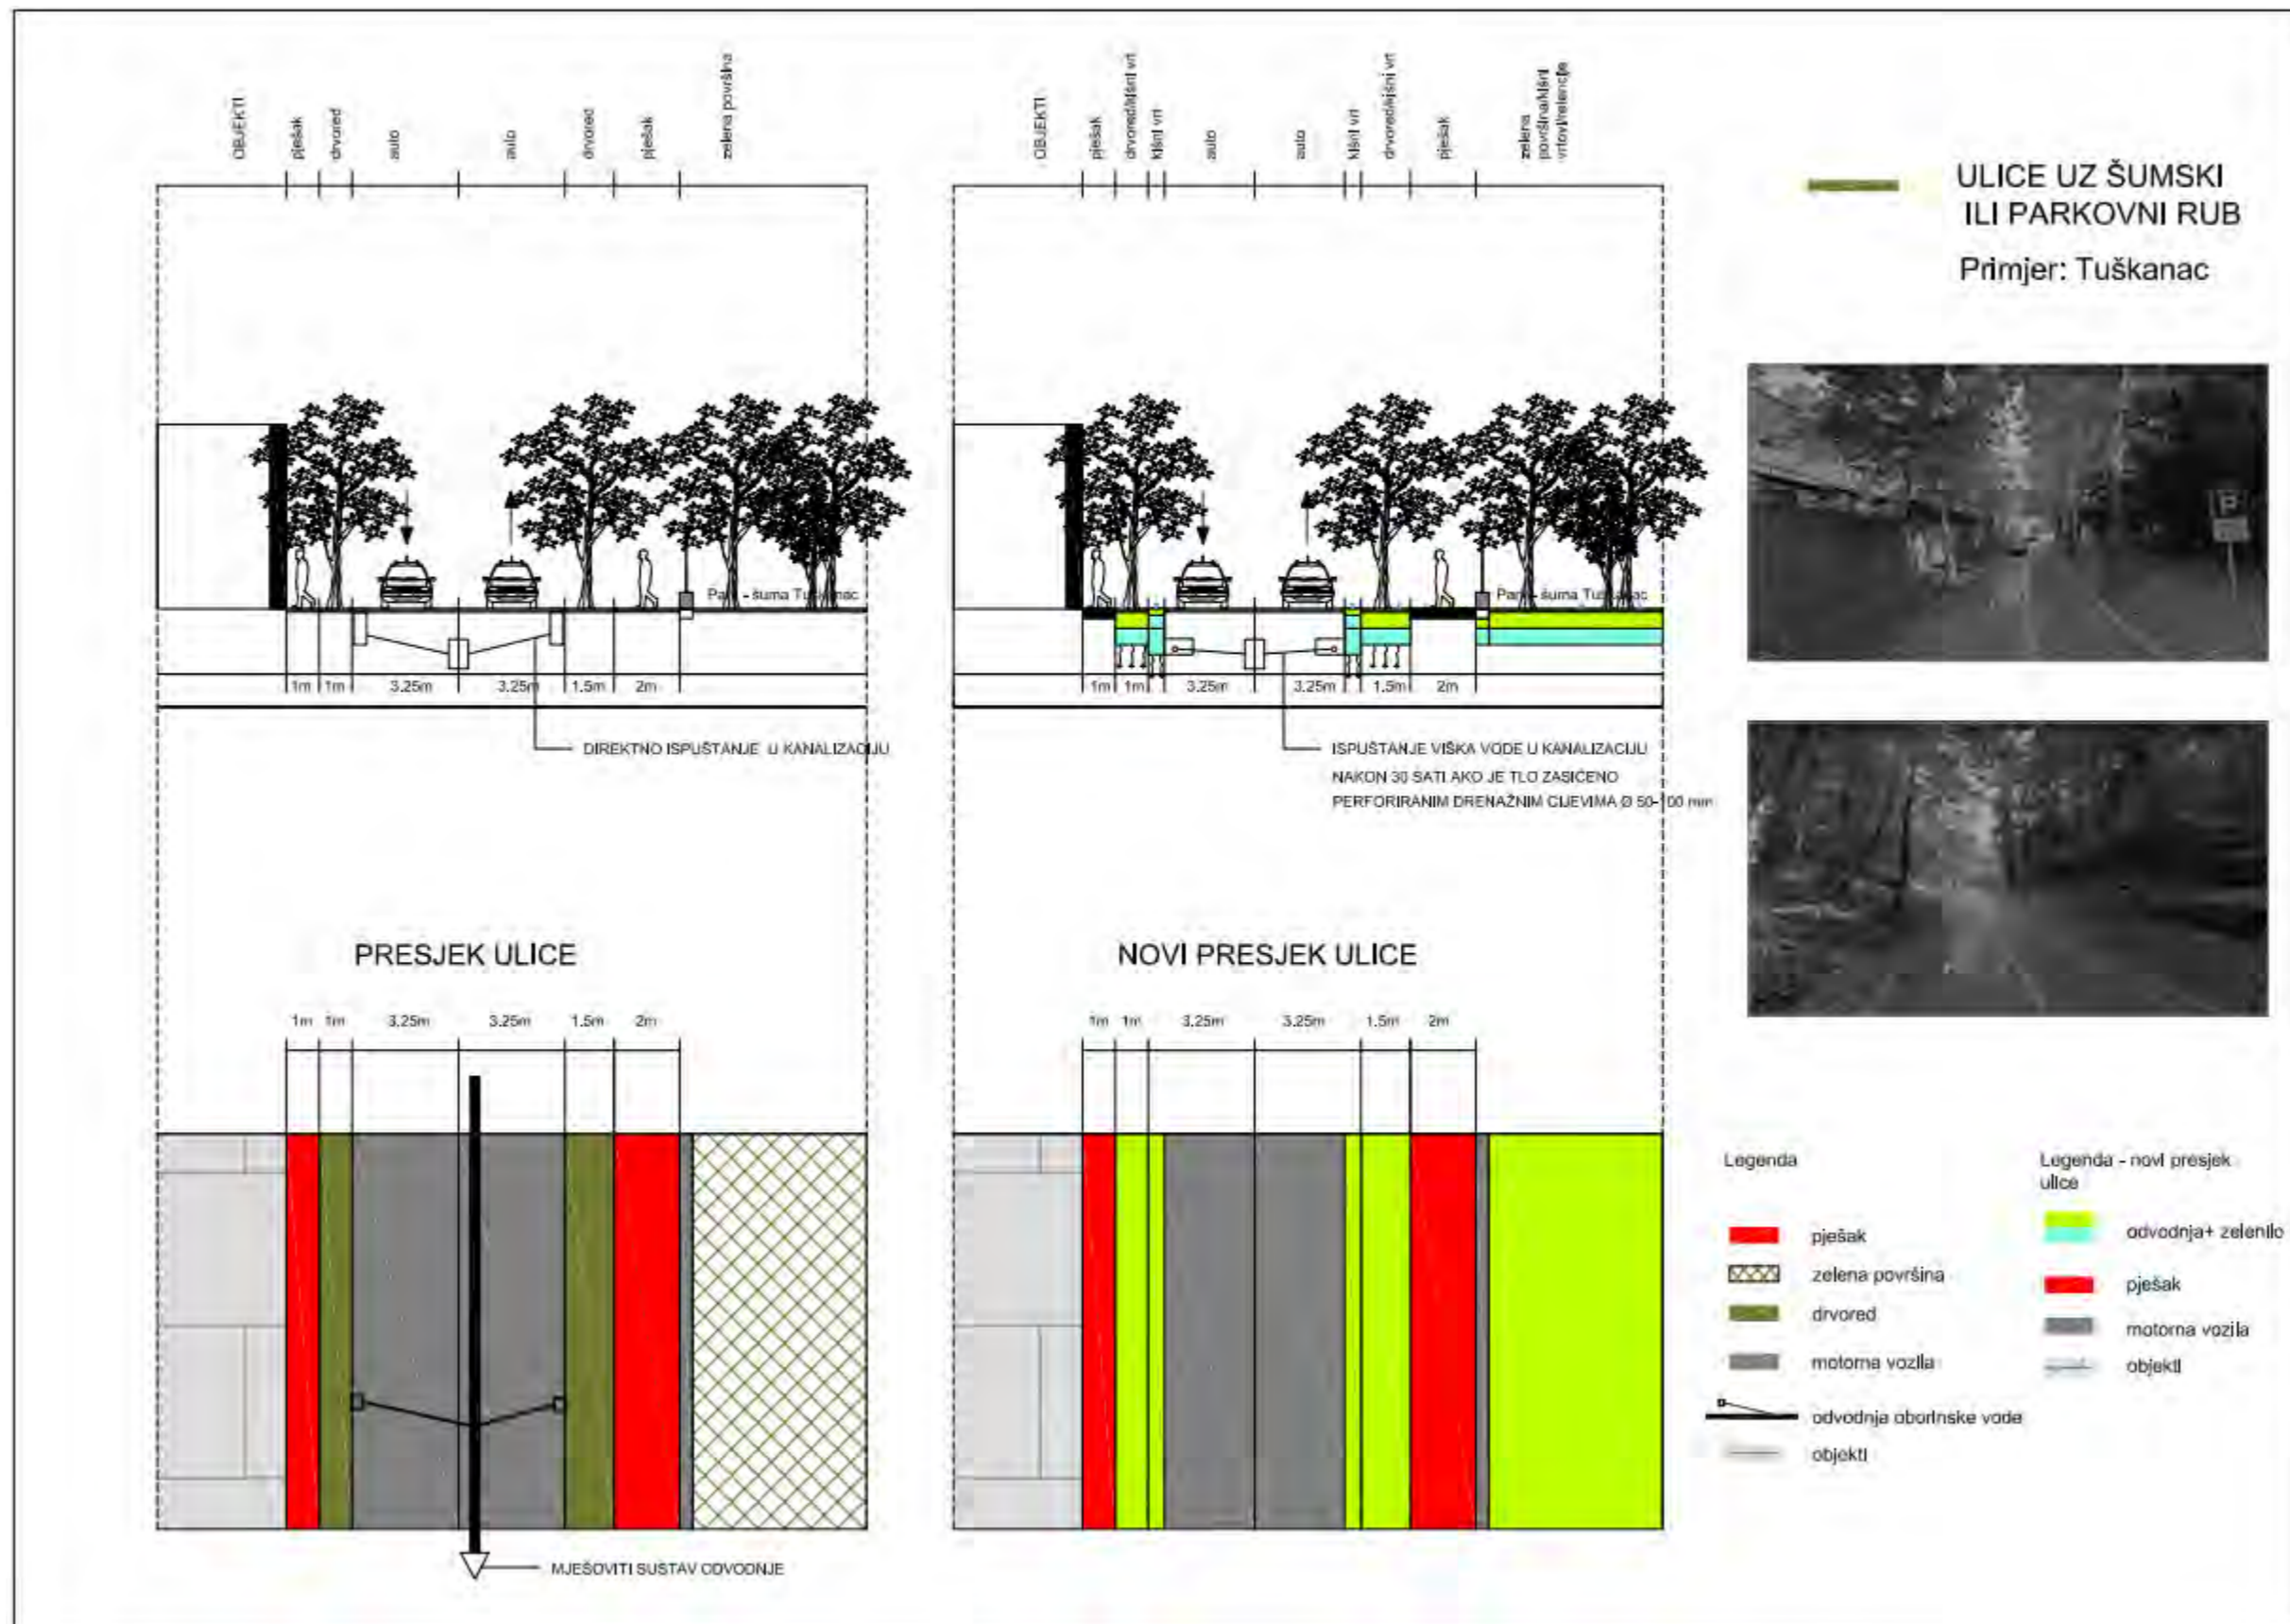 OBJEKTI
pješak
drvored
auto
auto
drvored
pješak
zelena površina
1m
1m
3.25m
3.25m
1.5m
2m
Park - šuma Tuškanac
DIREKTNO ISPUŠTANJE U KANALIZACIJU
OBJEKTI
pješak
drvored/kišni vrt
kišni vrt
auto
auto
kišni vrt
drvored/kišni vrt
pješak
zelena
površina/kišni
vrtovi/retencije
Park - šuma Tuškanac
1m
1m
3.25m
3.25m
1.5m
2m
ISPUŠTANJE VIŠKA VODE U KANALIZACIJU
NAKON 30 SATI AKO JE TLO ZASIĆENO
PERFORIRANIM DRENAŽNIM CIJEVIMA Ø 50-100 mm
ULICE UZ ŠUMSKI
ILI PARKOVNI RUB
Primjer: Tuškanac
P
PRESJEK ULICE
1m
1m
3.25m
3.25m
1.5m
2m
MJEŠOVITI SUSTAV ODVODNJE
NOVI PRESJEK ULICE
1m
1m
3.25m
3.25m
1.5m
2m
Legenda
pješak
zelena površina
drvored
motorna vozila
odvodnja oborinske vode
objekti
Legenda - novi presjek
ulice
odvodnja+ zelenilo
pješak
motorna vozila
objekti